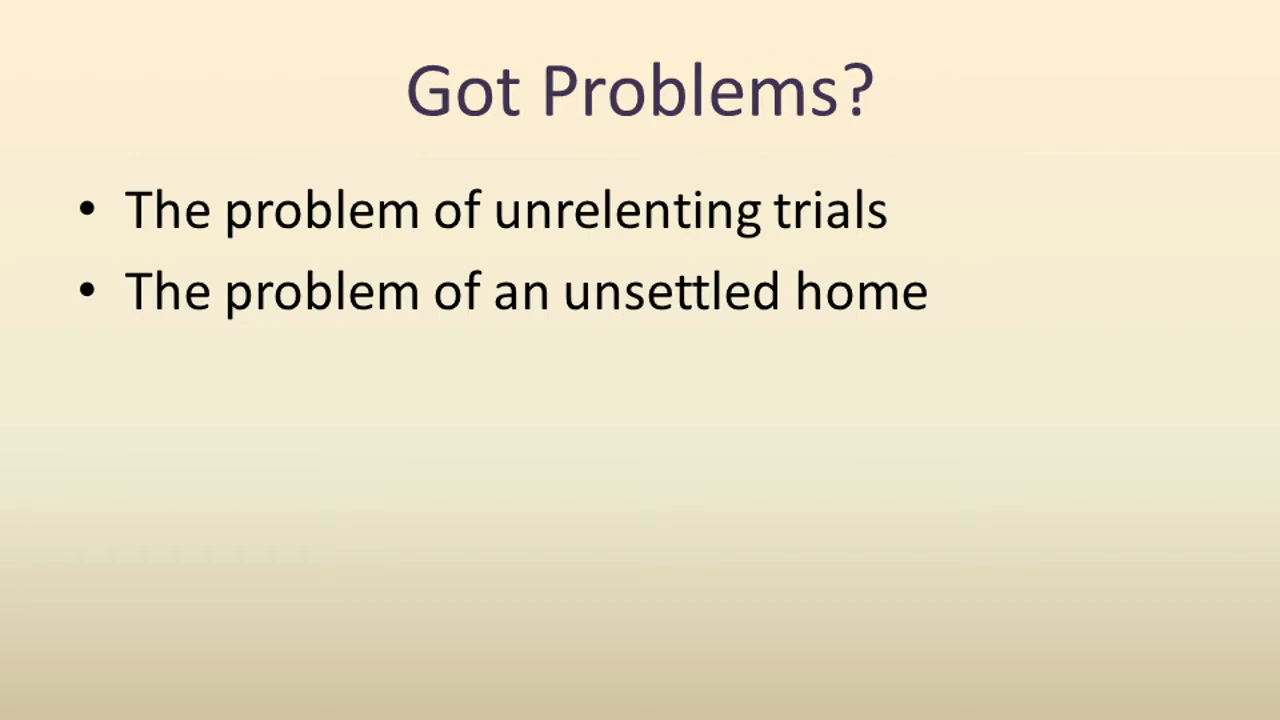 Got Problems?
• The problem of unrelenting trials
• The problem of an unsettled home